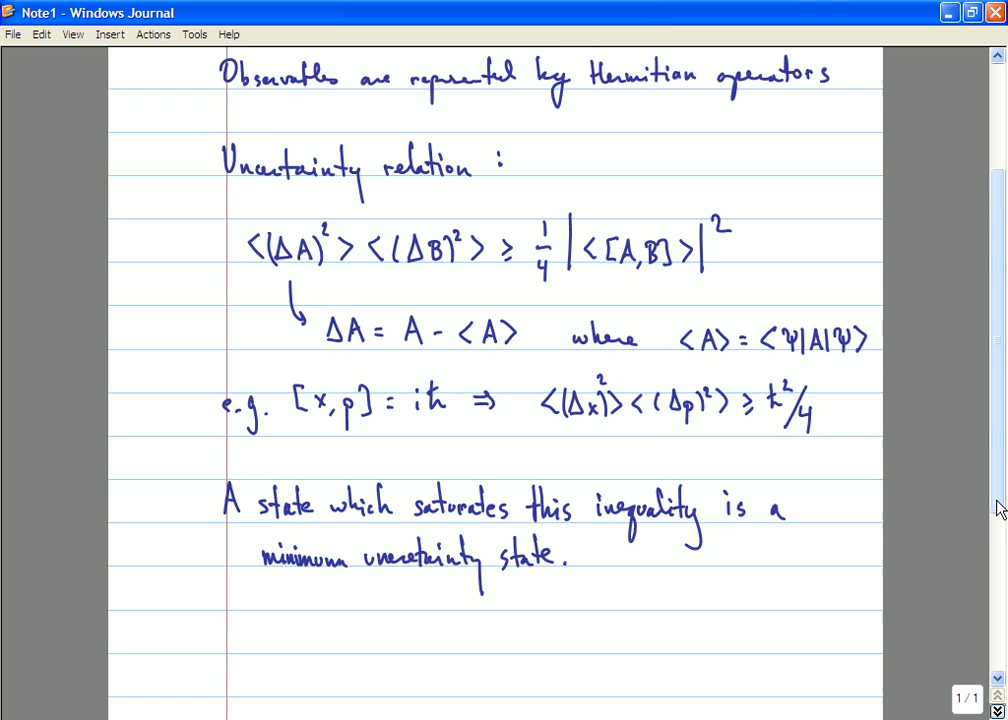 Note1 - Windows Journal
File Edit View Insert Actions Tools Help
Observables are represented by Hermitian operators
Uncertainty relation :
<(ΔA)²> <(ΔB)²> ≥ 1/4 |<[A,B]>|²
↳ ΔA = A - <A> where <A> = <Ψ|A|Ψ>
e.g. [x, p] = iħ ⇒ <(Δx)²> <(Δp)²> ≥ ħ²/4
A state which saturates this inequality is a
minimum uncertainty state.
1 / 1